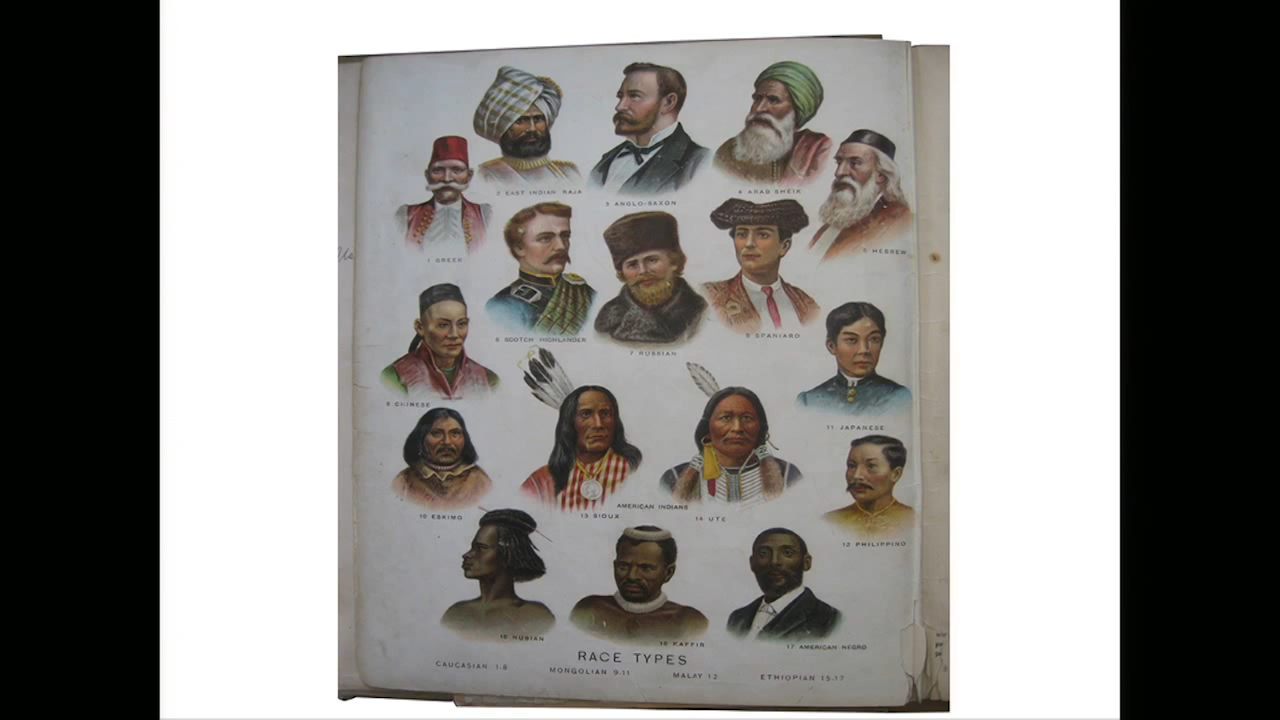 2 EAST INDIAN RAJA
3 ANGLO-SAXON
4 ARAB SHEIK
1 GREEK
5 HEBREW
6 SCOTCH HIGHLANDER
7 RUSSIAN
8 SPANIARD
9 CHINESE
11 JAPANESE
10 ESKIMO
AMERICAN INDIANS
13 SIOUX
14 UTE
12 PHILIPPINO
15 NUBIAN
16 KAFFIR
17 AMERICAN NEGRO
RACE TYPES
CAUCASIAN 1-8
MONGOLIAN 9-11
MALAY 12
ETHIOPIAN 15-17